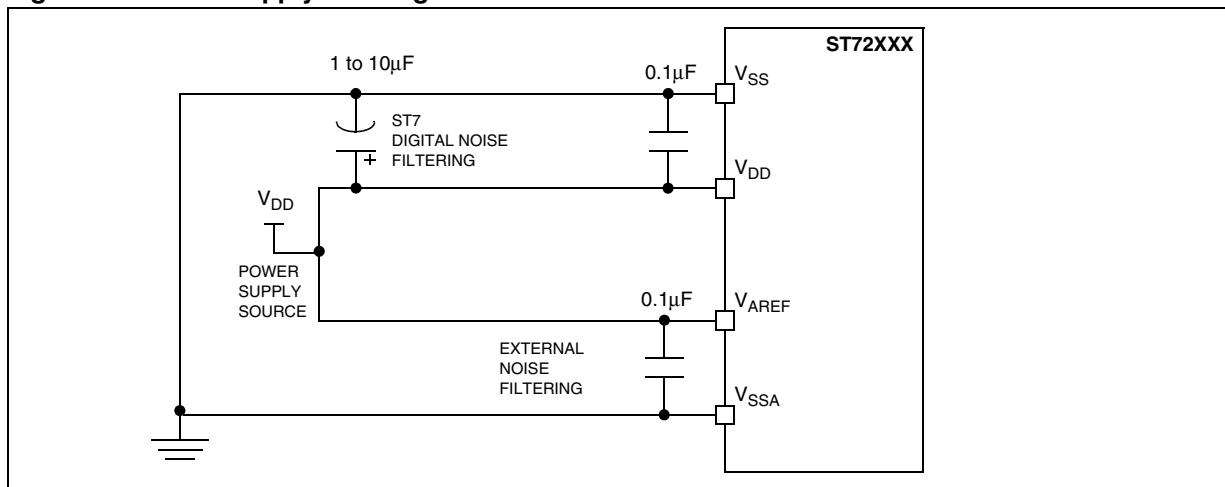 ST72XXX
1 to 10µF
0.1µF
VSS
ST7
DIGITAL NOISE
FILTERING
+
VDD
VDD
POWER
SUPPLY
SOURCE
0.1µF
VAREF
EXTERNAL
NOISE
FILTERING
VSSA